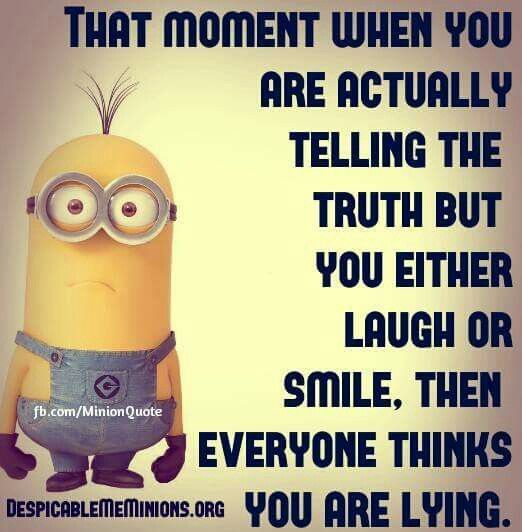 That moment when you
are actually
telling the
truth but
you either
laugh or
smile, then
everyone thinks
you are lying.
fb.com/MinionQuote
DespicableMeMinions.org